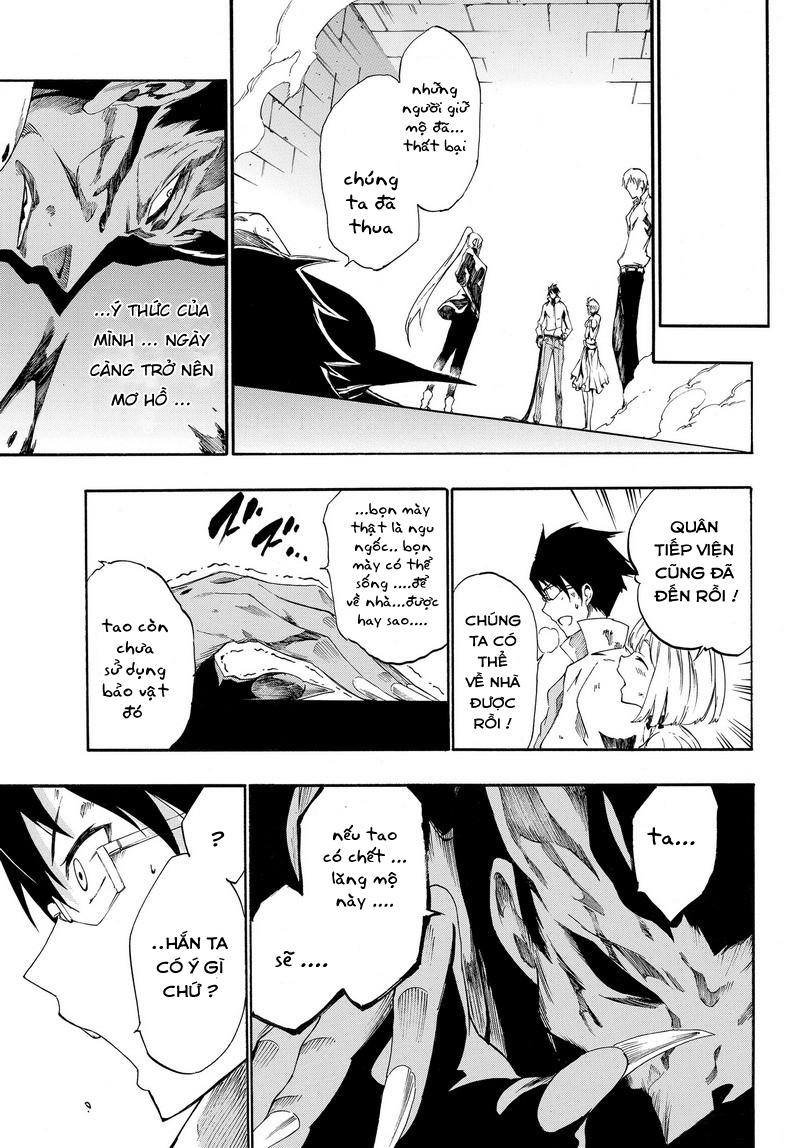 những
người giữ
mộ đã...
thất bại
chúng
ta đã
thua
...Ý THỨC CỦA
MÌNH ... NGÀY
CÀNG TRỞ NÊN
MƠ HỒ ...
QUÂN
TIẾP VIỆN
CŨNG ĐÃ
ĐẾN RỒI !
CHÚNG
TA CÓ
THỂ
VỀ NHÀ
ĐƯỢC
RỒI !
...bọn mày
thật là ngu
ngốc.. bọn
mày có thể
sống ....để
về nhà...được
hay sao....
tao còn
chưa
sử dụng
bảo vật
đó
ta...
nếu tao
có chết ...
lăng mộ
này ....
sẽ ....
?
..HẮN TA
CÓ Ý GÌ
CHỨ ?